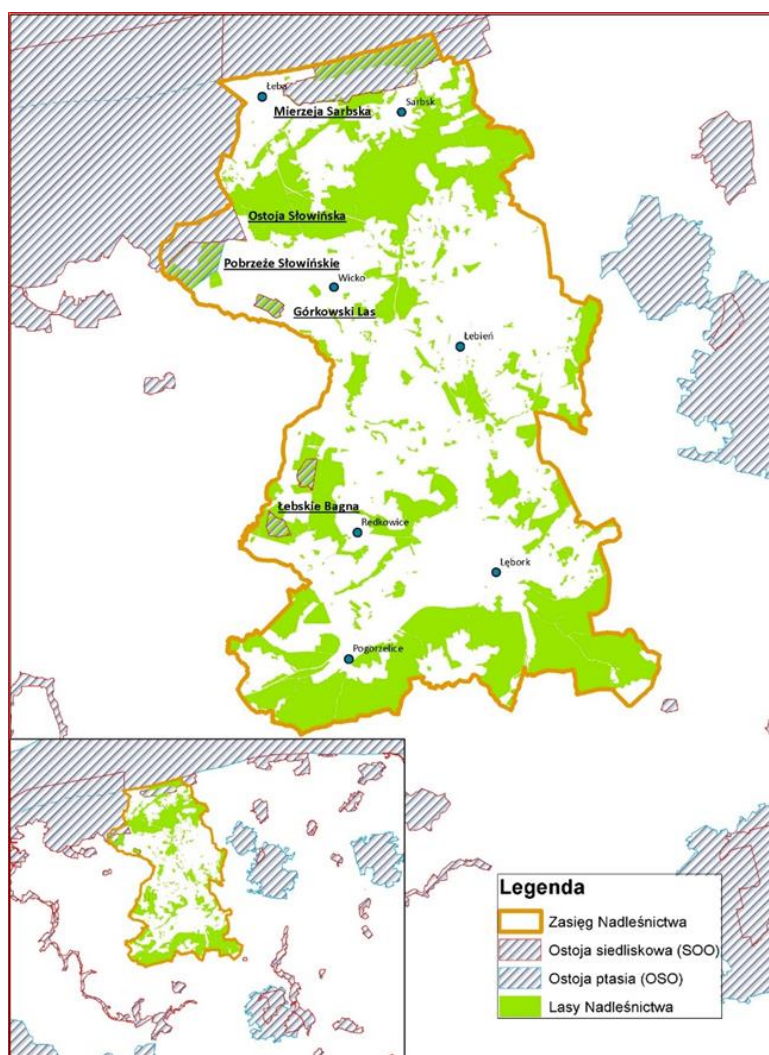 Łeba
Mierzeja Sarbska
Sarbsk
Ostoja Słowińska
Pobrzeże Słowińskie
Wicko
Górkowski Las
Łebień
Łebskie Bagna
Redkowice
Lębork
Pogorzelice
Legenda
Zasięg Nadleśnictwa
Ostoja siedliskowa (SOO)
Ostoja ptasia (OSO)
Lasy Nadleśnictwa